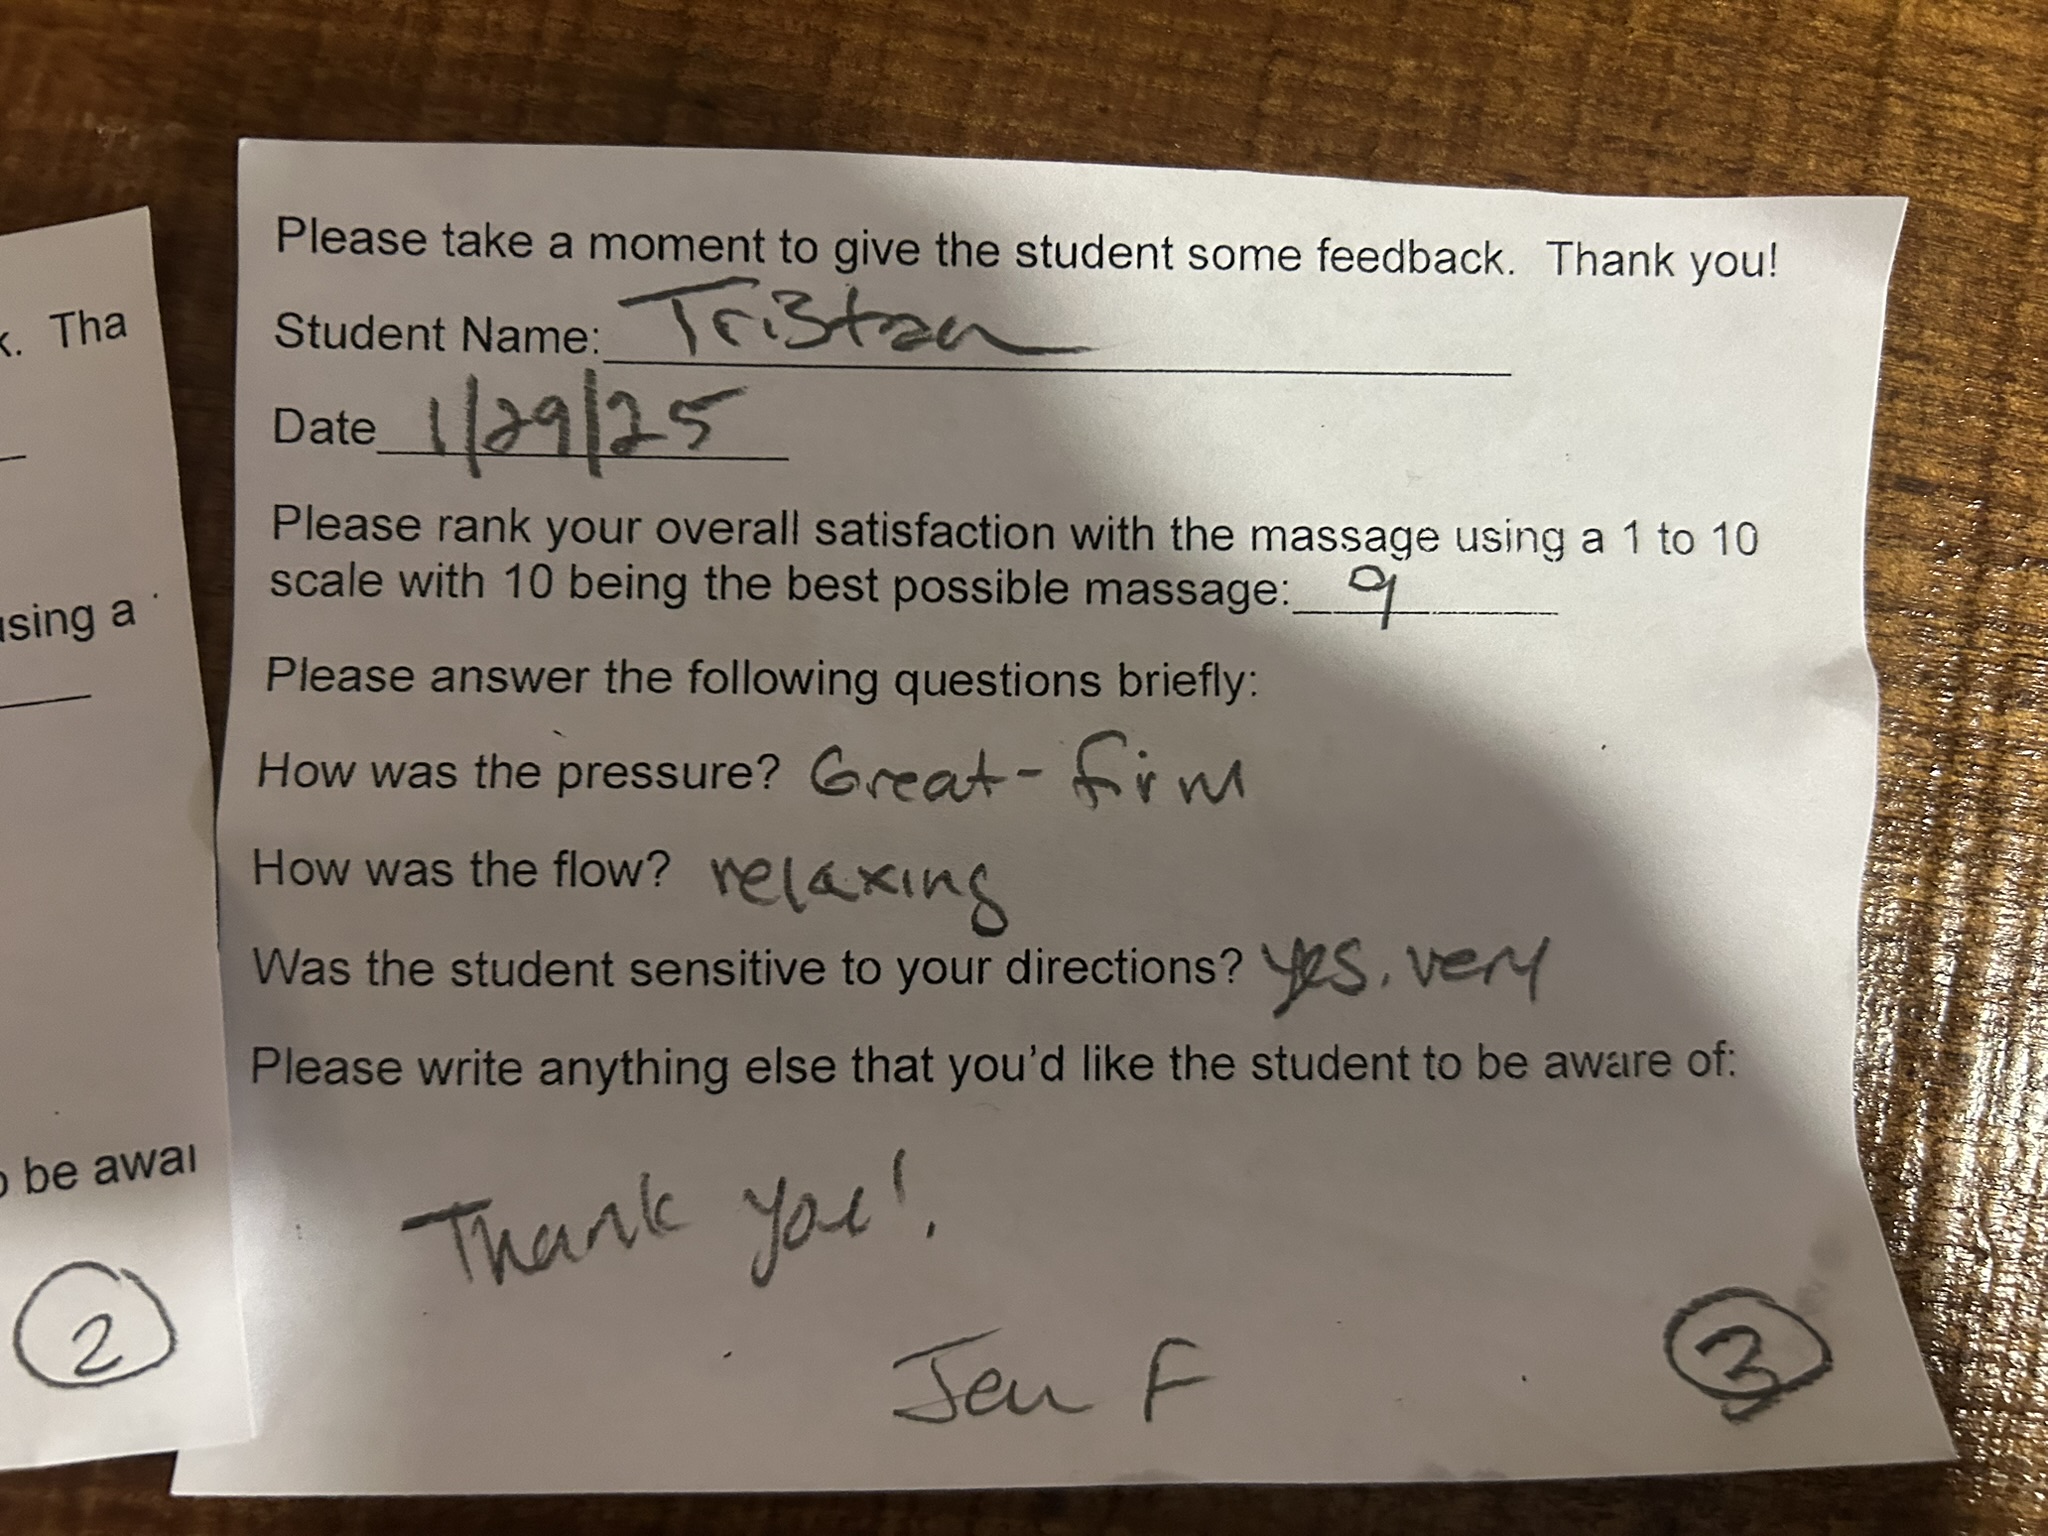 k. Tha
using a
o be awar
2
Please take a moment to give the student some feedback. Thank you!
Student Name: Tristan
Date 1/29/25
Please rank your overall satisfaction with the massage using a 1 to 10
scale with 10 being the best possible massage: 9
Please answer the following questions briefly:
How was the pressure? Great - firm
How was the flow? relaxing
Was the student sensitive to your directions? yes, very
Please write anything else that you'd like the student to be aware of:
Thank you!
Jen F
3